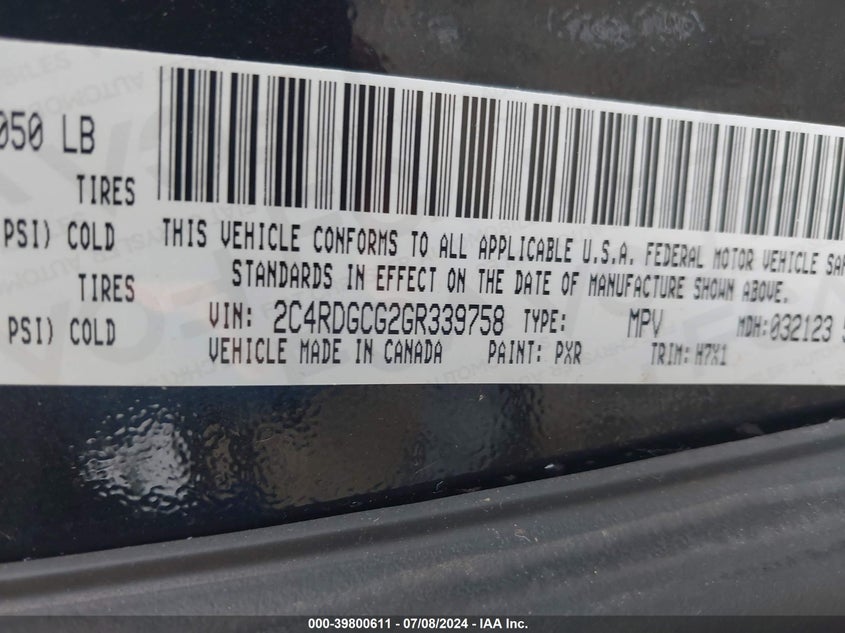 050 LB
TIRES
PSI) COLD
TIRES
PSI) COLD
THIS VEHICLE CONFORMS TO ALL APPLICABLE U.S.A. FEDERAL MOTOR VEHICLE SAF
STANDARDS IN EFFECT ON THE DATE OF MANUFACTURE SHOWN ABOVE.
VIN: 2C4RDGCG2GR339758 TYPE: MPV MDH:032123 5
VEHICLE MADE IN CANADA PAINT: PXR TRIM: H7X1
000-39800611 - 07/08/2024 - IAA Inc.